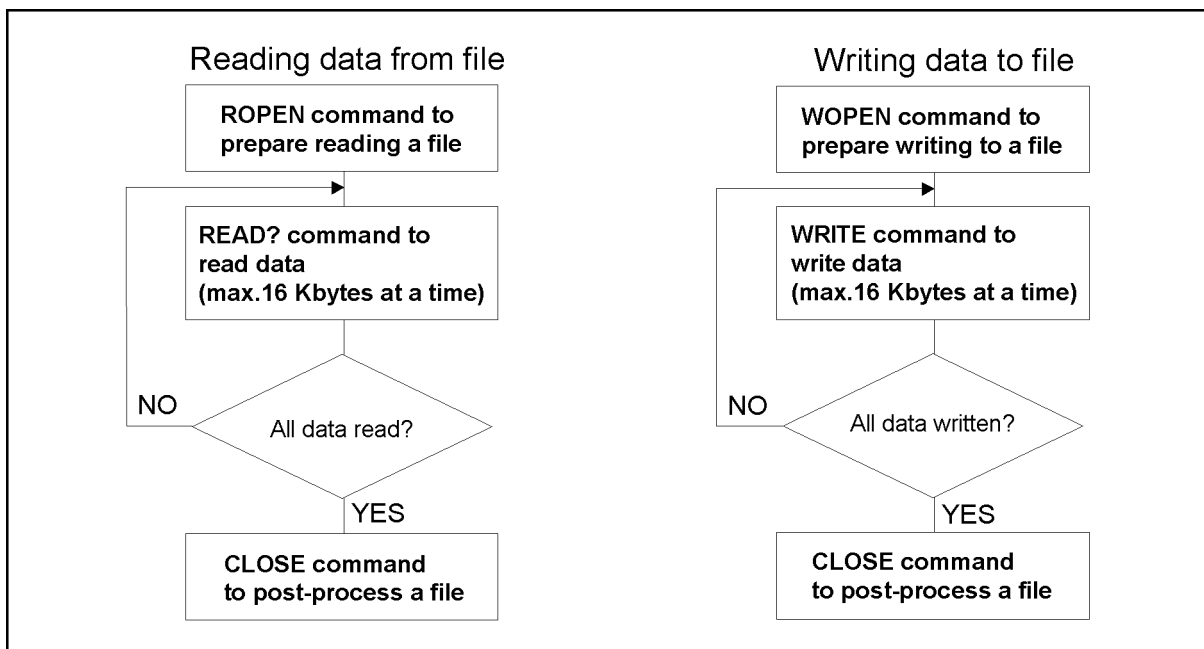 Reading data from file
ROPEN command to
prepare reading a file
READ? command to
read data
(max.16 Kbytes at a time)
NO
All data read?
YES
CLOSE command
to post-process a file
Writing data to file
WOPEN command to
prepare writing to a file
WRITE command to
write data
(max.16 Kbytes at a time)
NO
All data written?
YES
CLOSE command
to post-process a file